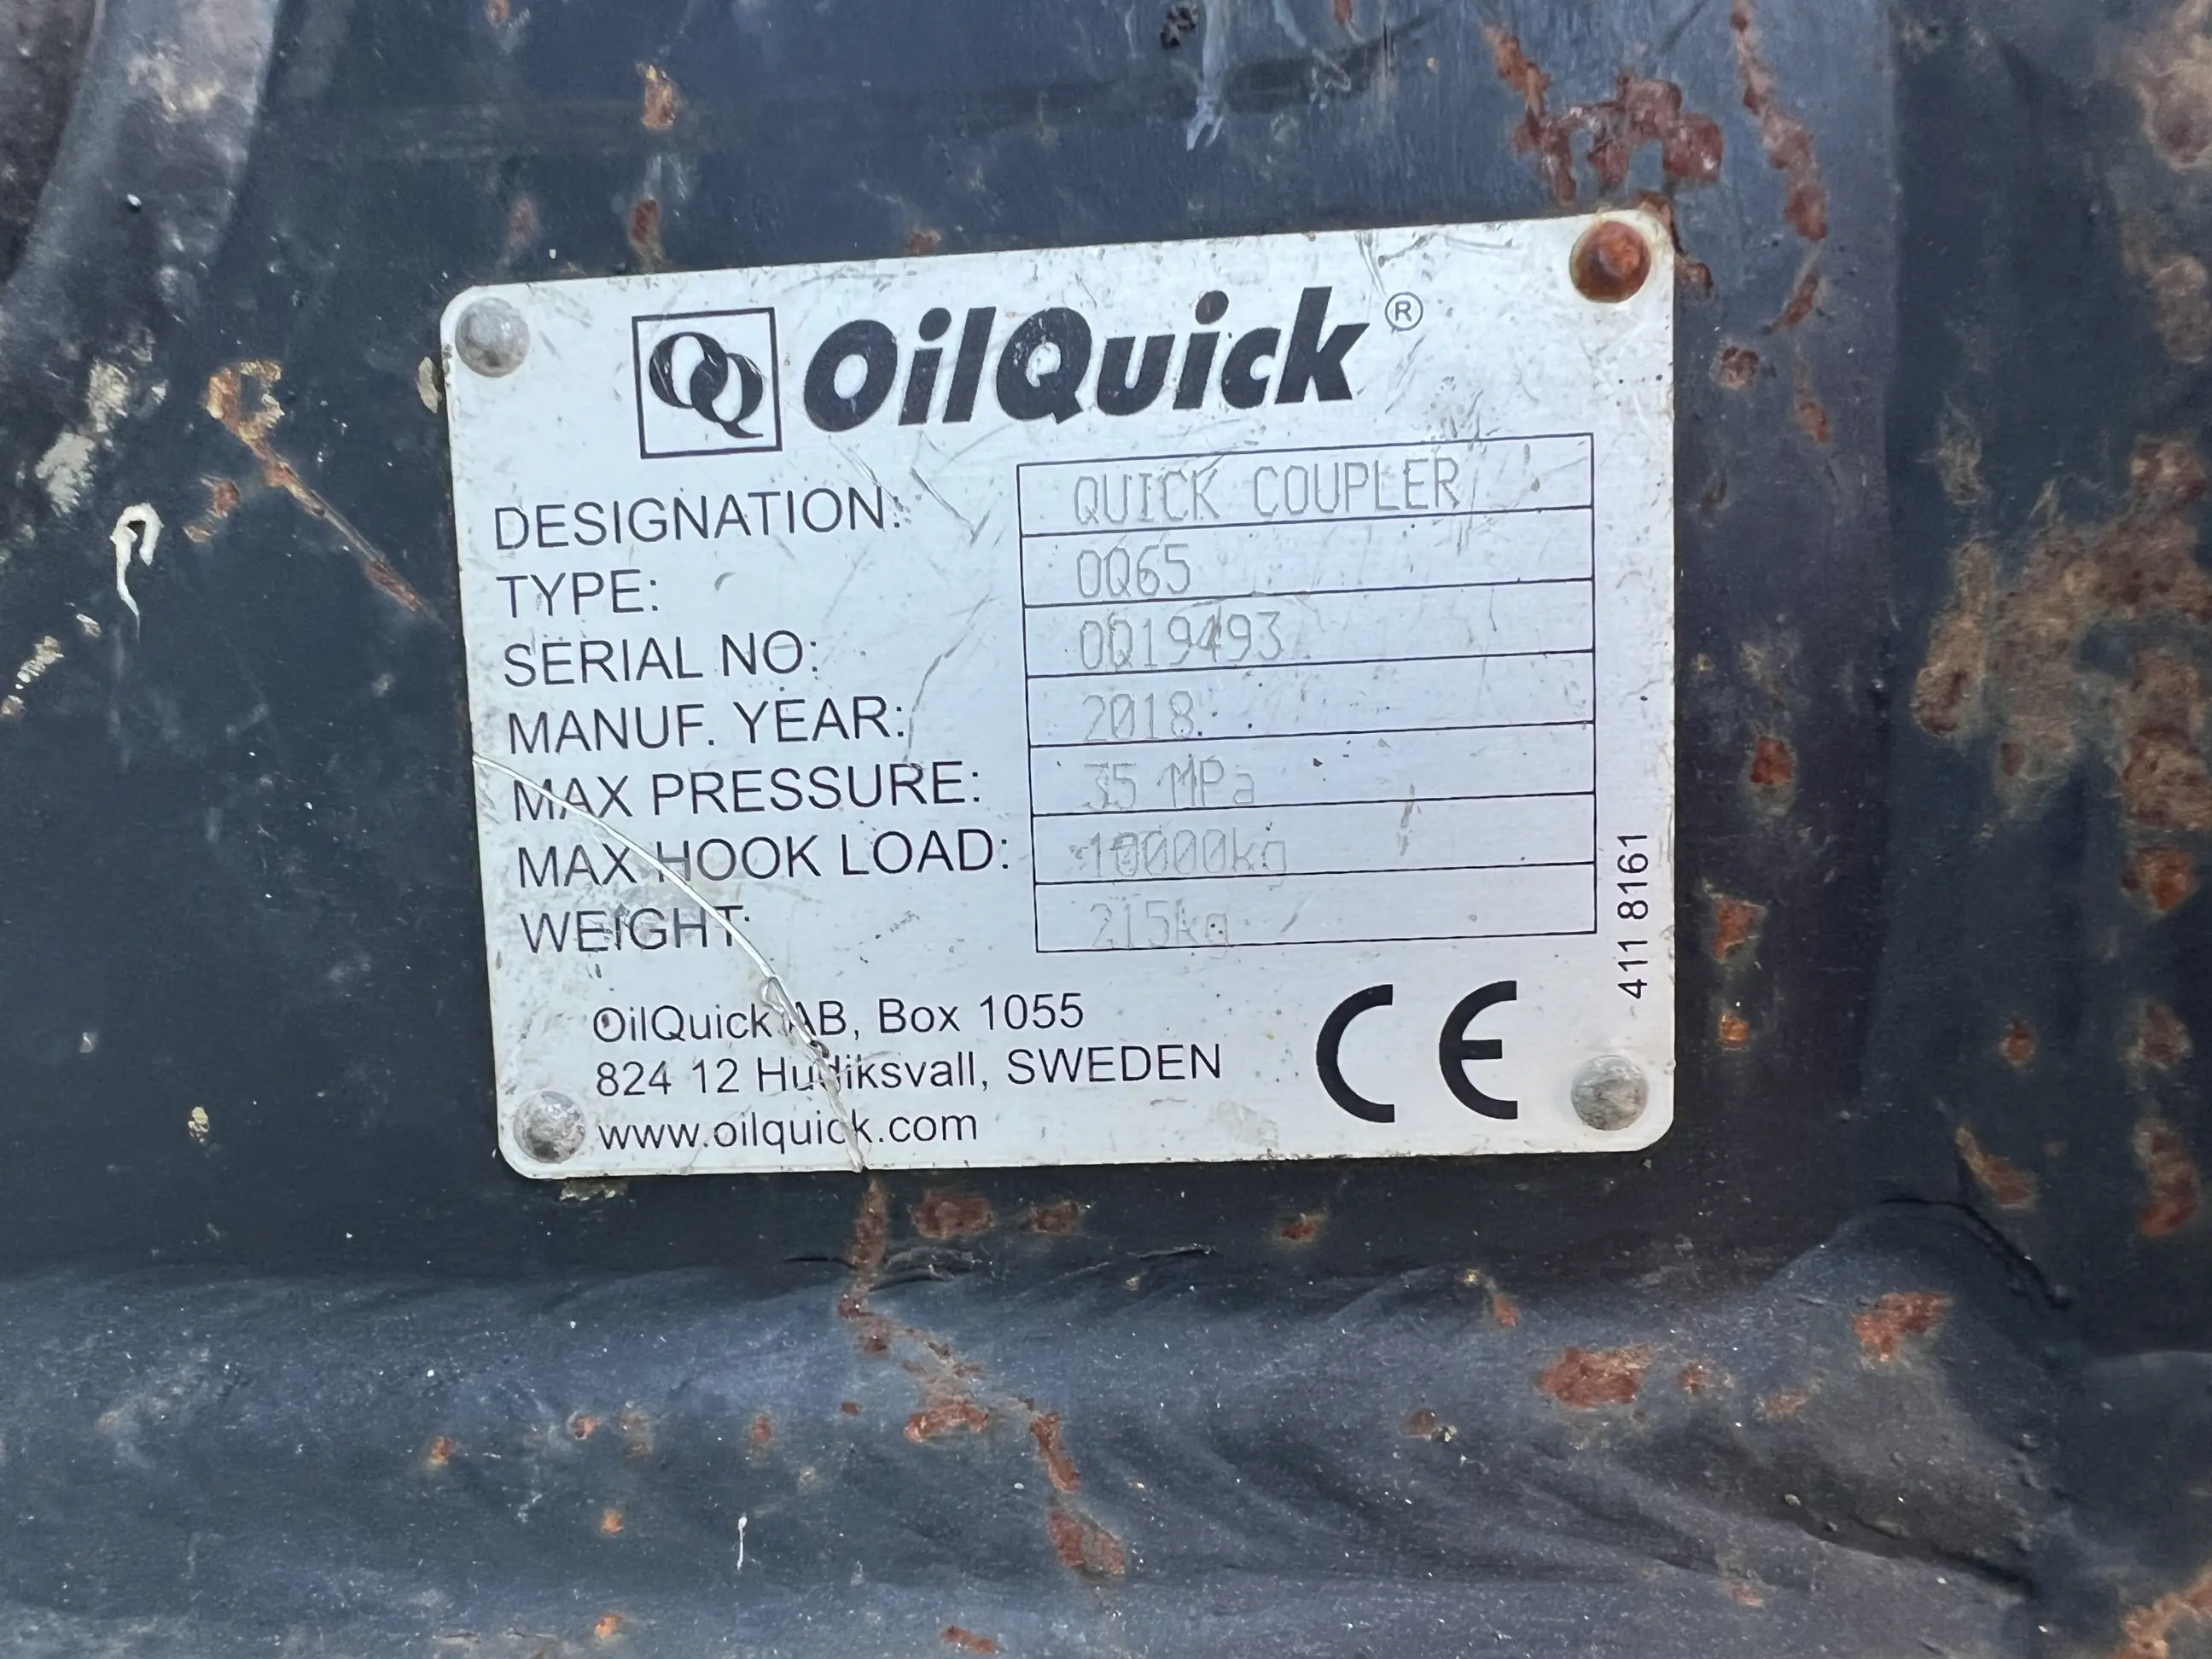 OilQuick®
DESIGNATION: QUICK COUPLER
TYPE: OQ65
SERIAL NO: OQ19493
MANUF. YEAR: 2018
MAX PRESSURE: 35 MPa
MAX HOOK LOAD: 10000kg
WEIGHT: 215kg
OilQuick AB, Box 1055
824 12 Hudiksvall, SWEDEN
www.oilquick.com
CE
411 8161